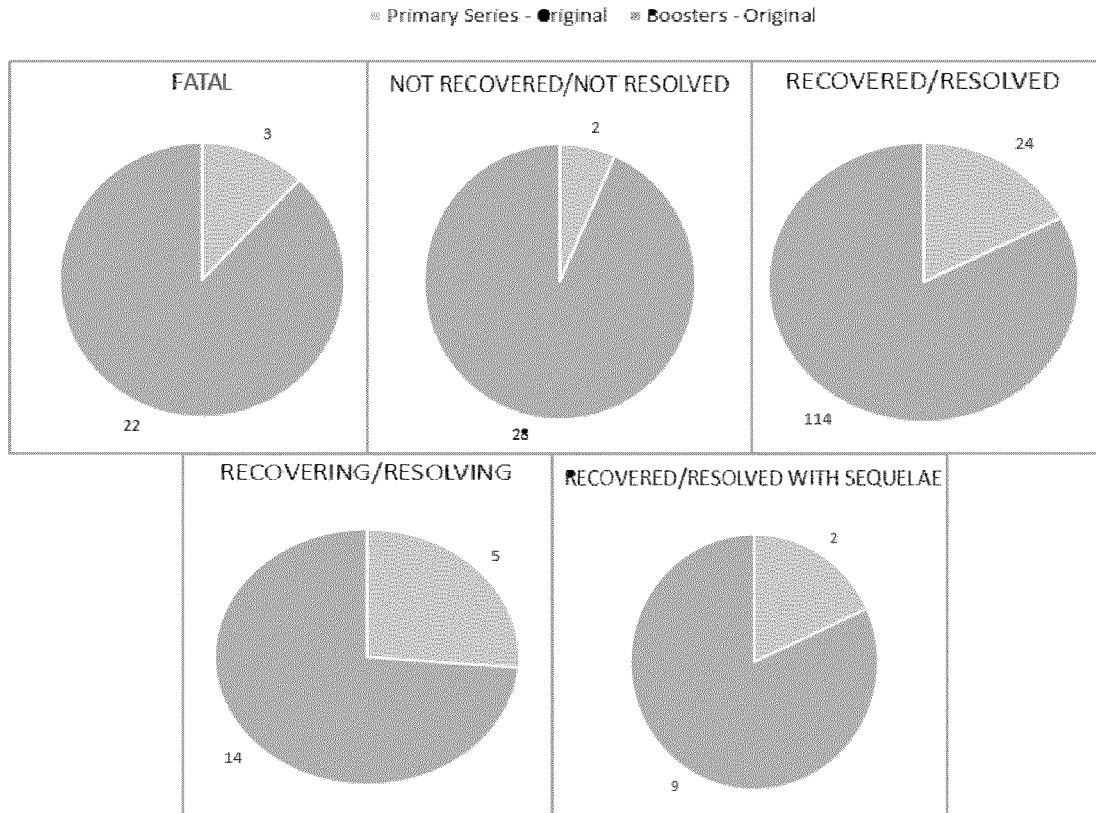 Primary Series - Original Boosters - Original
FATAL
3
22
NOT RECOVERED/NOT RESOLVED
2
28
RECOVERED/RESOLVED
24
114
RECOVERING/RESOLVING
5
14
RECOVERED/RESOLVED WITH SEQUELAE
2
9